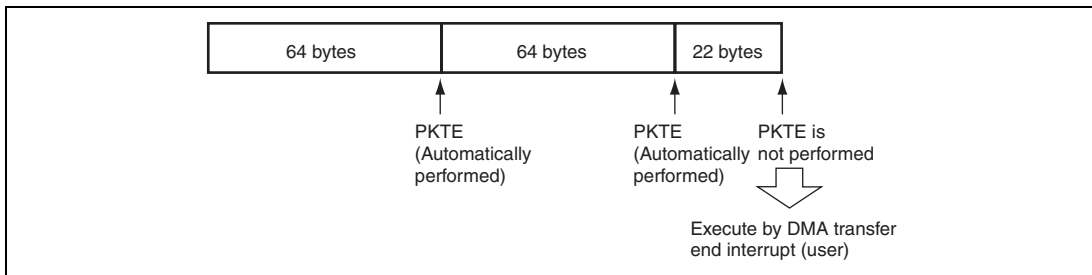 64 bytes
64 bytes
22 bytes
PKTE
(Automatically
performed)
PKTE
(Automatically
performed)
PKTE is
not performed
Execute by DMA transfer
end interrupt (user)